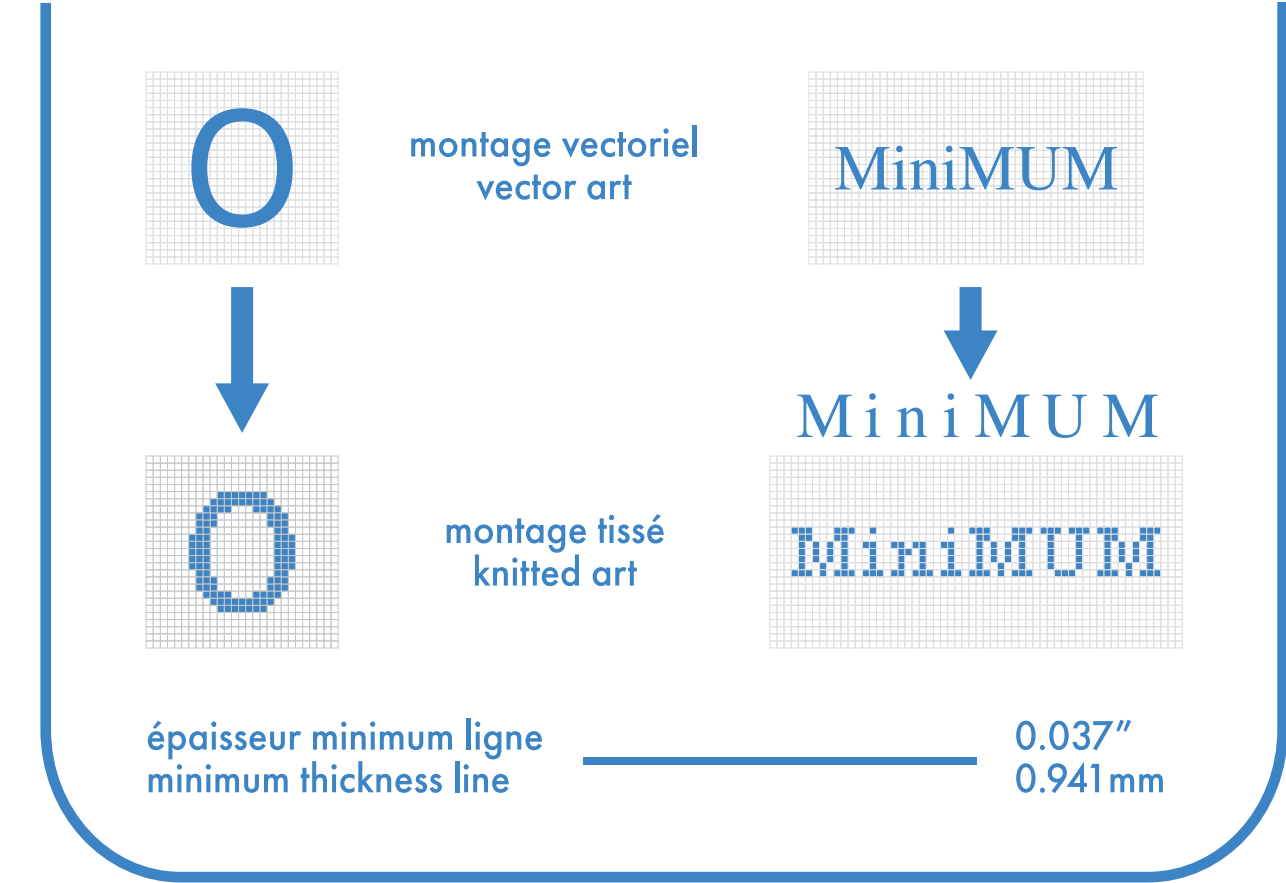 O
montage vectoriel
vector art
MiniMUM
MiniMUM
O
montage tissé
knitted art
MiniMUM
épaisseur minimum ligne
minimum thickness line
0.037″
0.941mm